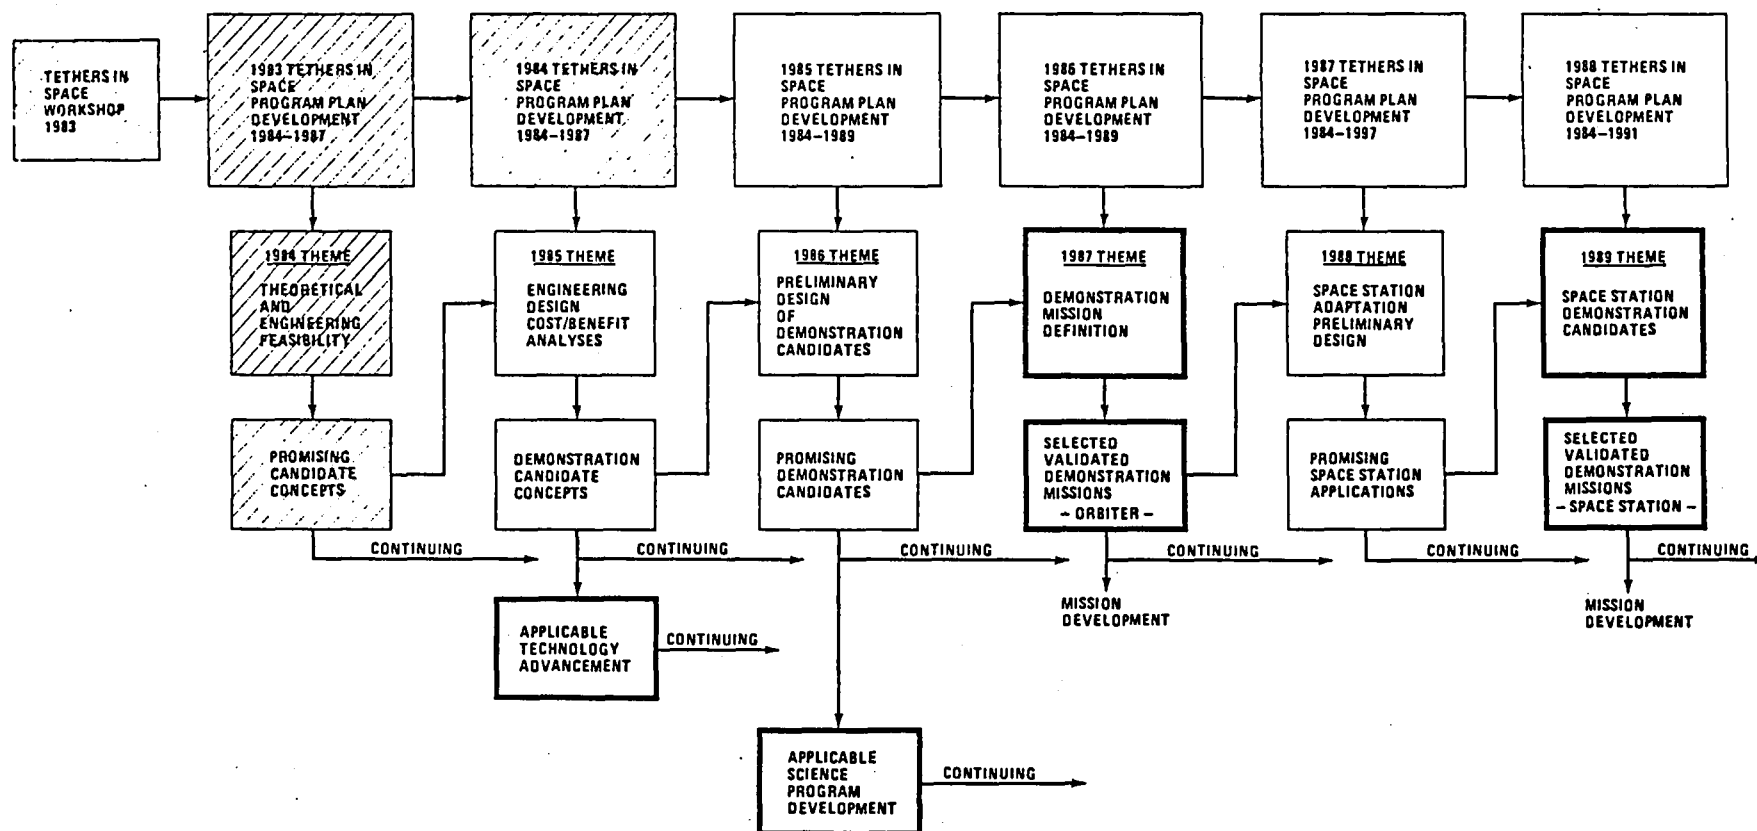 TETHERS IN
SPACE
WORKSHOP
1983
1983 TETHERS IN
SPACE
PROGRAM PLAN
DEVELOPMENT
1984–1987
1984 TETHERS IN
SPACE
PROGRAM PLAN
DEVELOPMENT
1984–1987
1985 TETHERS IN
SPACE
PROGRAM PLAN
DEVELOPMENT
1984–1989
1986 TETHERS IN
SPACE
PROGRAM PLAN
DEVELOPMENT
1984–1989
1987 TETHERS IN
SPACE
PROGRAM PLAN
DEVELOPMENT
1984–1997
1988 TETHERS IN
SPACE
PROGRAM PLAN
DEVELOPMENT
1984–1991
1984 THEME
THEORETICAL
AND
ENGINEERING
FEASIBILITY
1985 THEME
ENGINEERING
DESIGN
COST/BENEFIT
ANALYSES
1986 THEME
PRELIMINARY
DESIGN
OF
DEMONSTRATION
CANDIDATES
1987 THEME
DEMONSTRATION
MISSION
DEFINITION
1988 THEME
SPACE STATION
ADAPTATION
PRELIMINARY
DESIGN
1989 THEME
SPACE STATION
DEMONSTRATION
CANDIDATES
PROMISING
CANDIDATE
CONCEPTS
DEMONSTRATION
CANDIDATE
CONCEPTS
PROMISING
DEMONSTRATION
CANDIDATES
SELECTED
VALIDATED
DEMONSTRATION
MISSIONS
– ORBITER –
PROMISING
SPACE STATION
APPLICATIONS
SELECTED
VALIDATED
DEMONSTRATION
MISSIONS
– SPACE STATION –
CONTINUING
CONTINUING
CONTINUING
CONTINUING
CONTINUING
CONTINUING
MISSION
DEVELOPMENT
MISSION
DEVELOPMENT
APPLICABLE
TECHNOLOGY
ADVANCEMENT
CONTINUING
APPLICABLE
SCIENCE
PROGRAM
DEVELOPMENT
CONTINUING